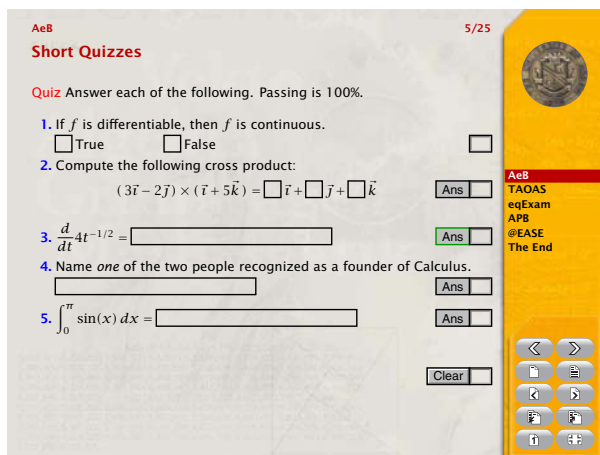 AeB 5/25
Short Quizzes
Quiz Answer each of the following. Passing is 100%.
1. If f is differentiable, then f is continuous.
True False
2. Compute the following cross product:
(3i⃗ − 2j⃗) × (i⃗ + 5k⃗) = i⃗ + j⃗ + k⃗ Ans
3. d/dt 4t^{−1/2} = Ans
4. Name one of the two people recognized as a founder of Calculus.
Ans
5. ∫_0^π sin(x) dx = Ans
Clear
AeB
TAOAS
eqExam
APB
@EASE
The End